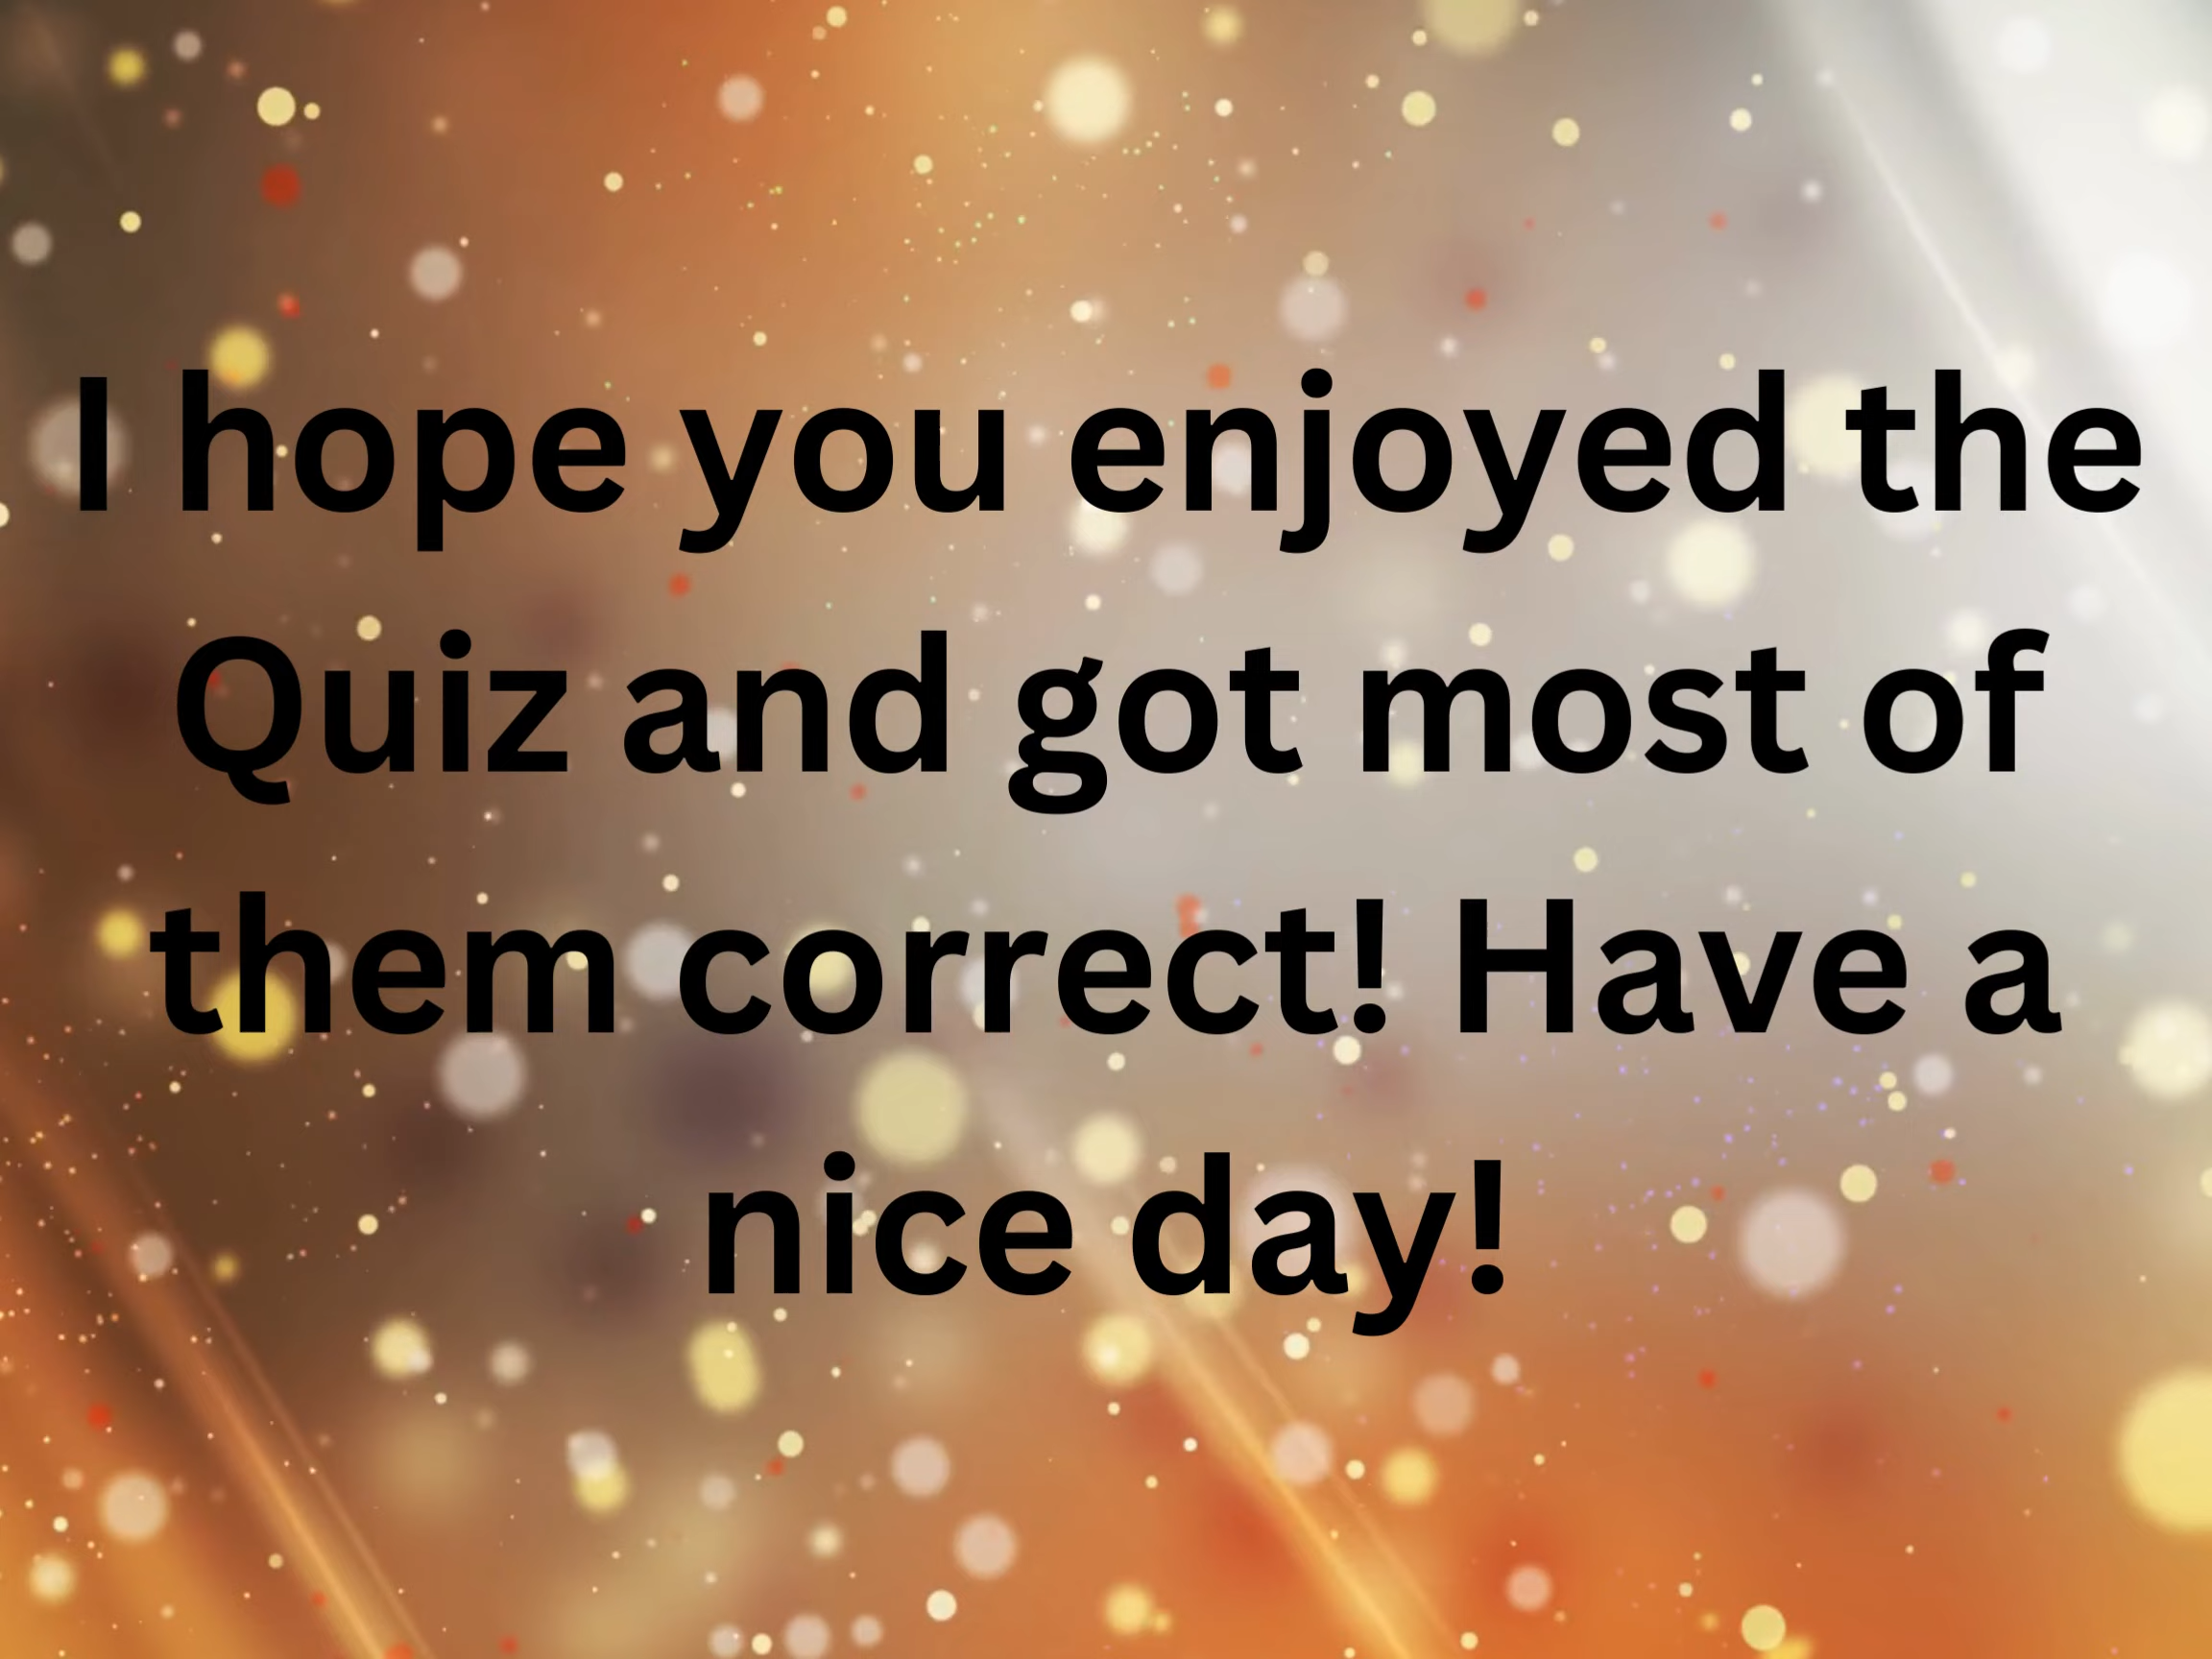 I hope you enjoyed the
Quiz and got most of
them correct! Have a
nice day!